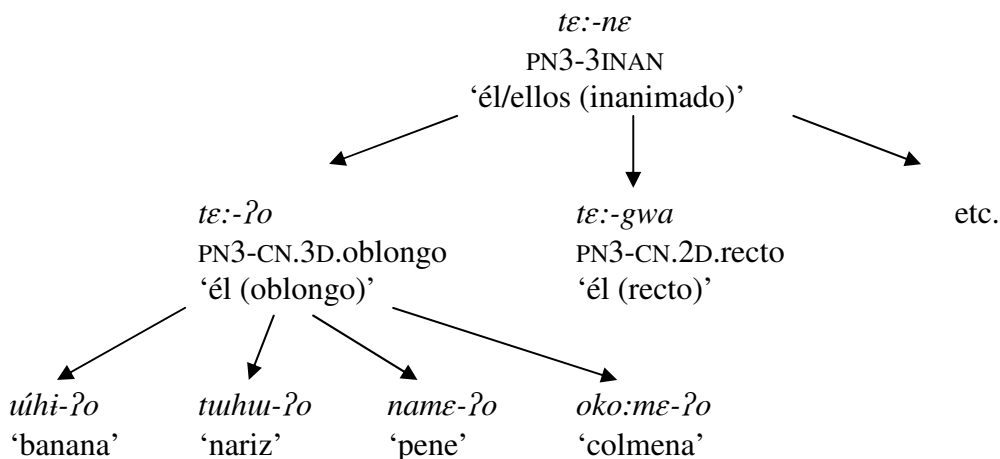 tɛ:-nɛ
PN3-3INAN
‘él/ellos (inanimado)’
tɛ:-ʔo tɛ:-gwa etc.
PN3-CN.3D.oblongo PN3-CN.2D.recto
‘él (oblongo)’ ‘él (recto)’
ɯ́hɨ-ʔo tɯhɯ-ʔo namɛ-ʔo oko:mɛ-ʔo
‘banana’ ‘nariz’ ‘pene’ ‘colmena’